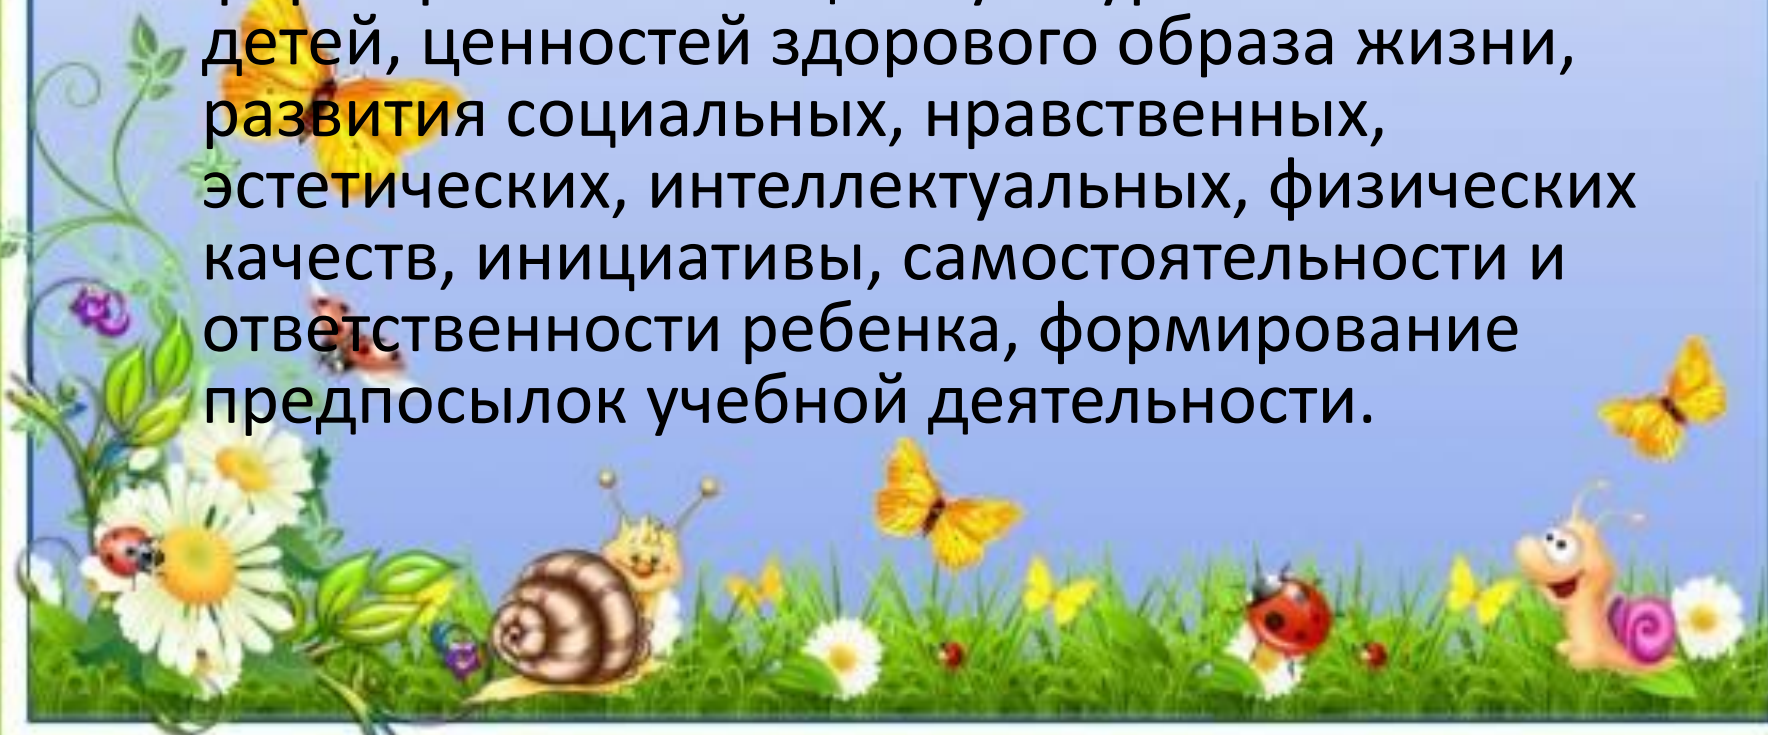 детей, ценностей здорового образа жизни,
развития социальных, нравственных,
эстетических, интеллектуальных, физических
качеств, инициативы, самостоятельности и
ответственности ребенка, формирование
предпосылок учебной деятельности.